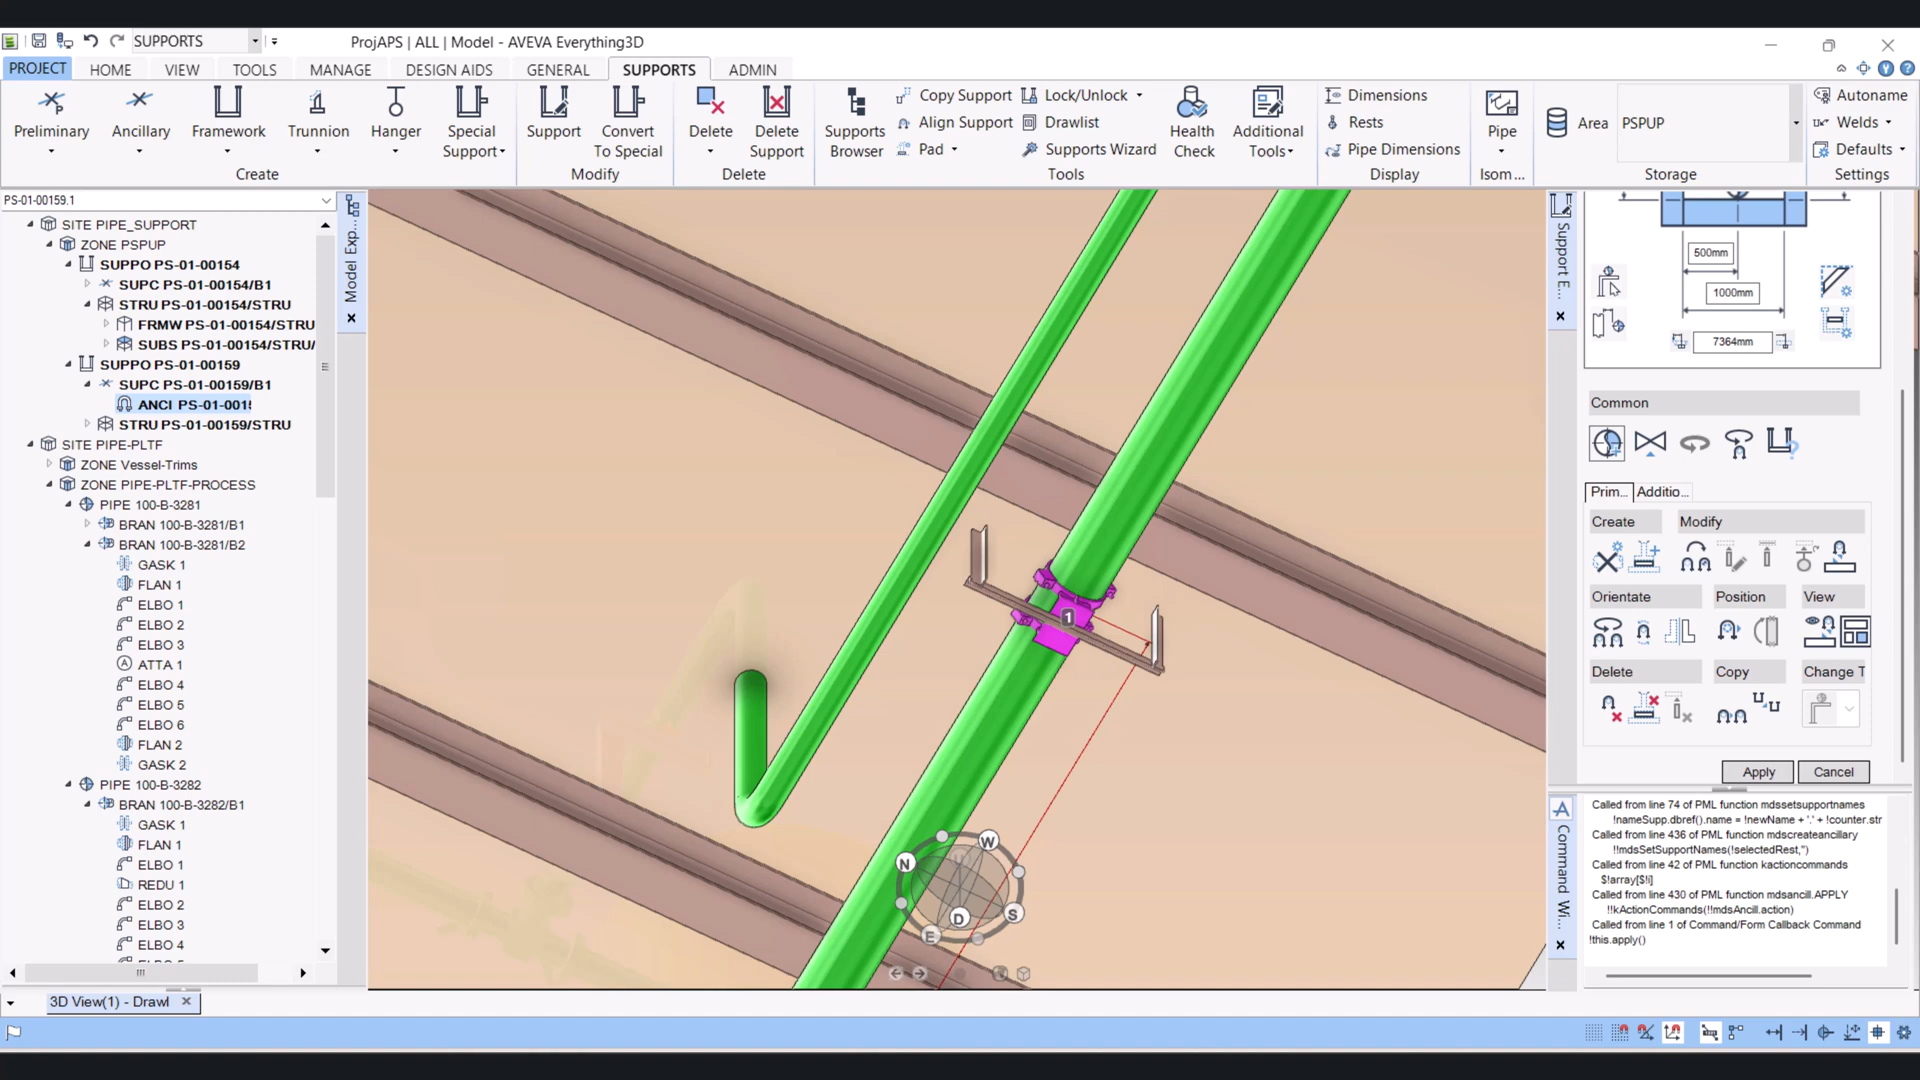 SUPPORTS
ProjAPS | ALL | Model - AVEVA Everything3D
PROJECT
HOME
VIEW
TOOLS
MANAGE
DESIGN AIDS
GENERAL
SUPPORTS
ADMIN
Preliminary
Ancillary
Framework
Trunnion
Hanger
Special
Support
Create
Support
Convert
To Special
Modify
Delete
Delete
Support
Delete
Supports
Browser
Copy Support
Align Support
Pad
Lock/Unlock
Drawlist
Supports Wizard
Health
Check
Additional
Tools
Tools
Dimensions
Rests
Pipe Dimensions
Display
Pipe
Isom ...
Area
PSPUP
Storage
Autoname
Welds
Defaults
Settings
PS-01-00159.1
SITE PIPE_SUPPORT
ZONE PSPUP
SUPPO PS-01-00154
SUPC PS-01-00154/B1
STRU PS-01-00154/STRU
FRMW PS-01-00154/STRU
SUBS PS-01-00154/STRU/
SUPPO PS-01-00159
SUPC PS-01-00159/B1
ANCI PS-01-001
STRU PS-01-00159/STRU
SITE PIPE-PLTF
ZONE Vessel-Trims
ZONE PIPE-PLTF-PROCESS
PIPE 100-B-3281
BRAN 100-B-3281/B1
BRAN 100-B-3281/B2
GASK 1
FLAN 1
ELBO 1
ELBO 2
ELBO 3
ATTA 1
ELBO 4
ELBO 5
ELBO 6
FLAN 2
GASK 2
PIPE 100-B-3282
BRAN 100-B-3282/B1
GASK 1
FLAN 1
ELBO 1
REDU 1
ELBO 2
ELBO 3
ELBO 4
Model Exp...
1
N
W
S
E
D
U
Support E...
500mm
1000mm
7364mm
Common
Prim...
Additio...
Create
Modify
Orientate
Position
View
Delete
Copy
Change T
Apply
Cancel
Command Wi...
Called from line 74 of PML function mdssetsupportnames
!nameSupp.dbref().name = !newName + '.' + !counter.str
Called from line 436 of PML function mdscreateancillary
!!mdsSetSupportNames(!selectedRest,'')
Called from line 42 of PML function kactioncommands
$!array[$!i]
Called from line 430 of PML function mdsancill.APPLY
!!kActionCommands(!!mdsAncill.action)
Called from line 1 of Command/Form Callback Command
!this.apply()
3D View(1) - Drawl